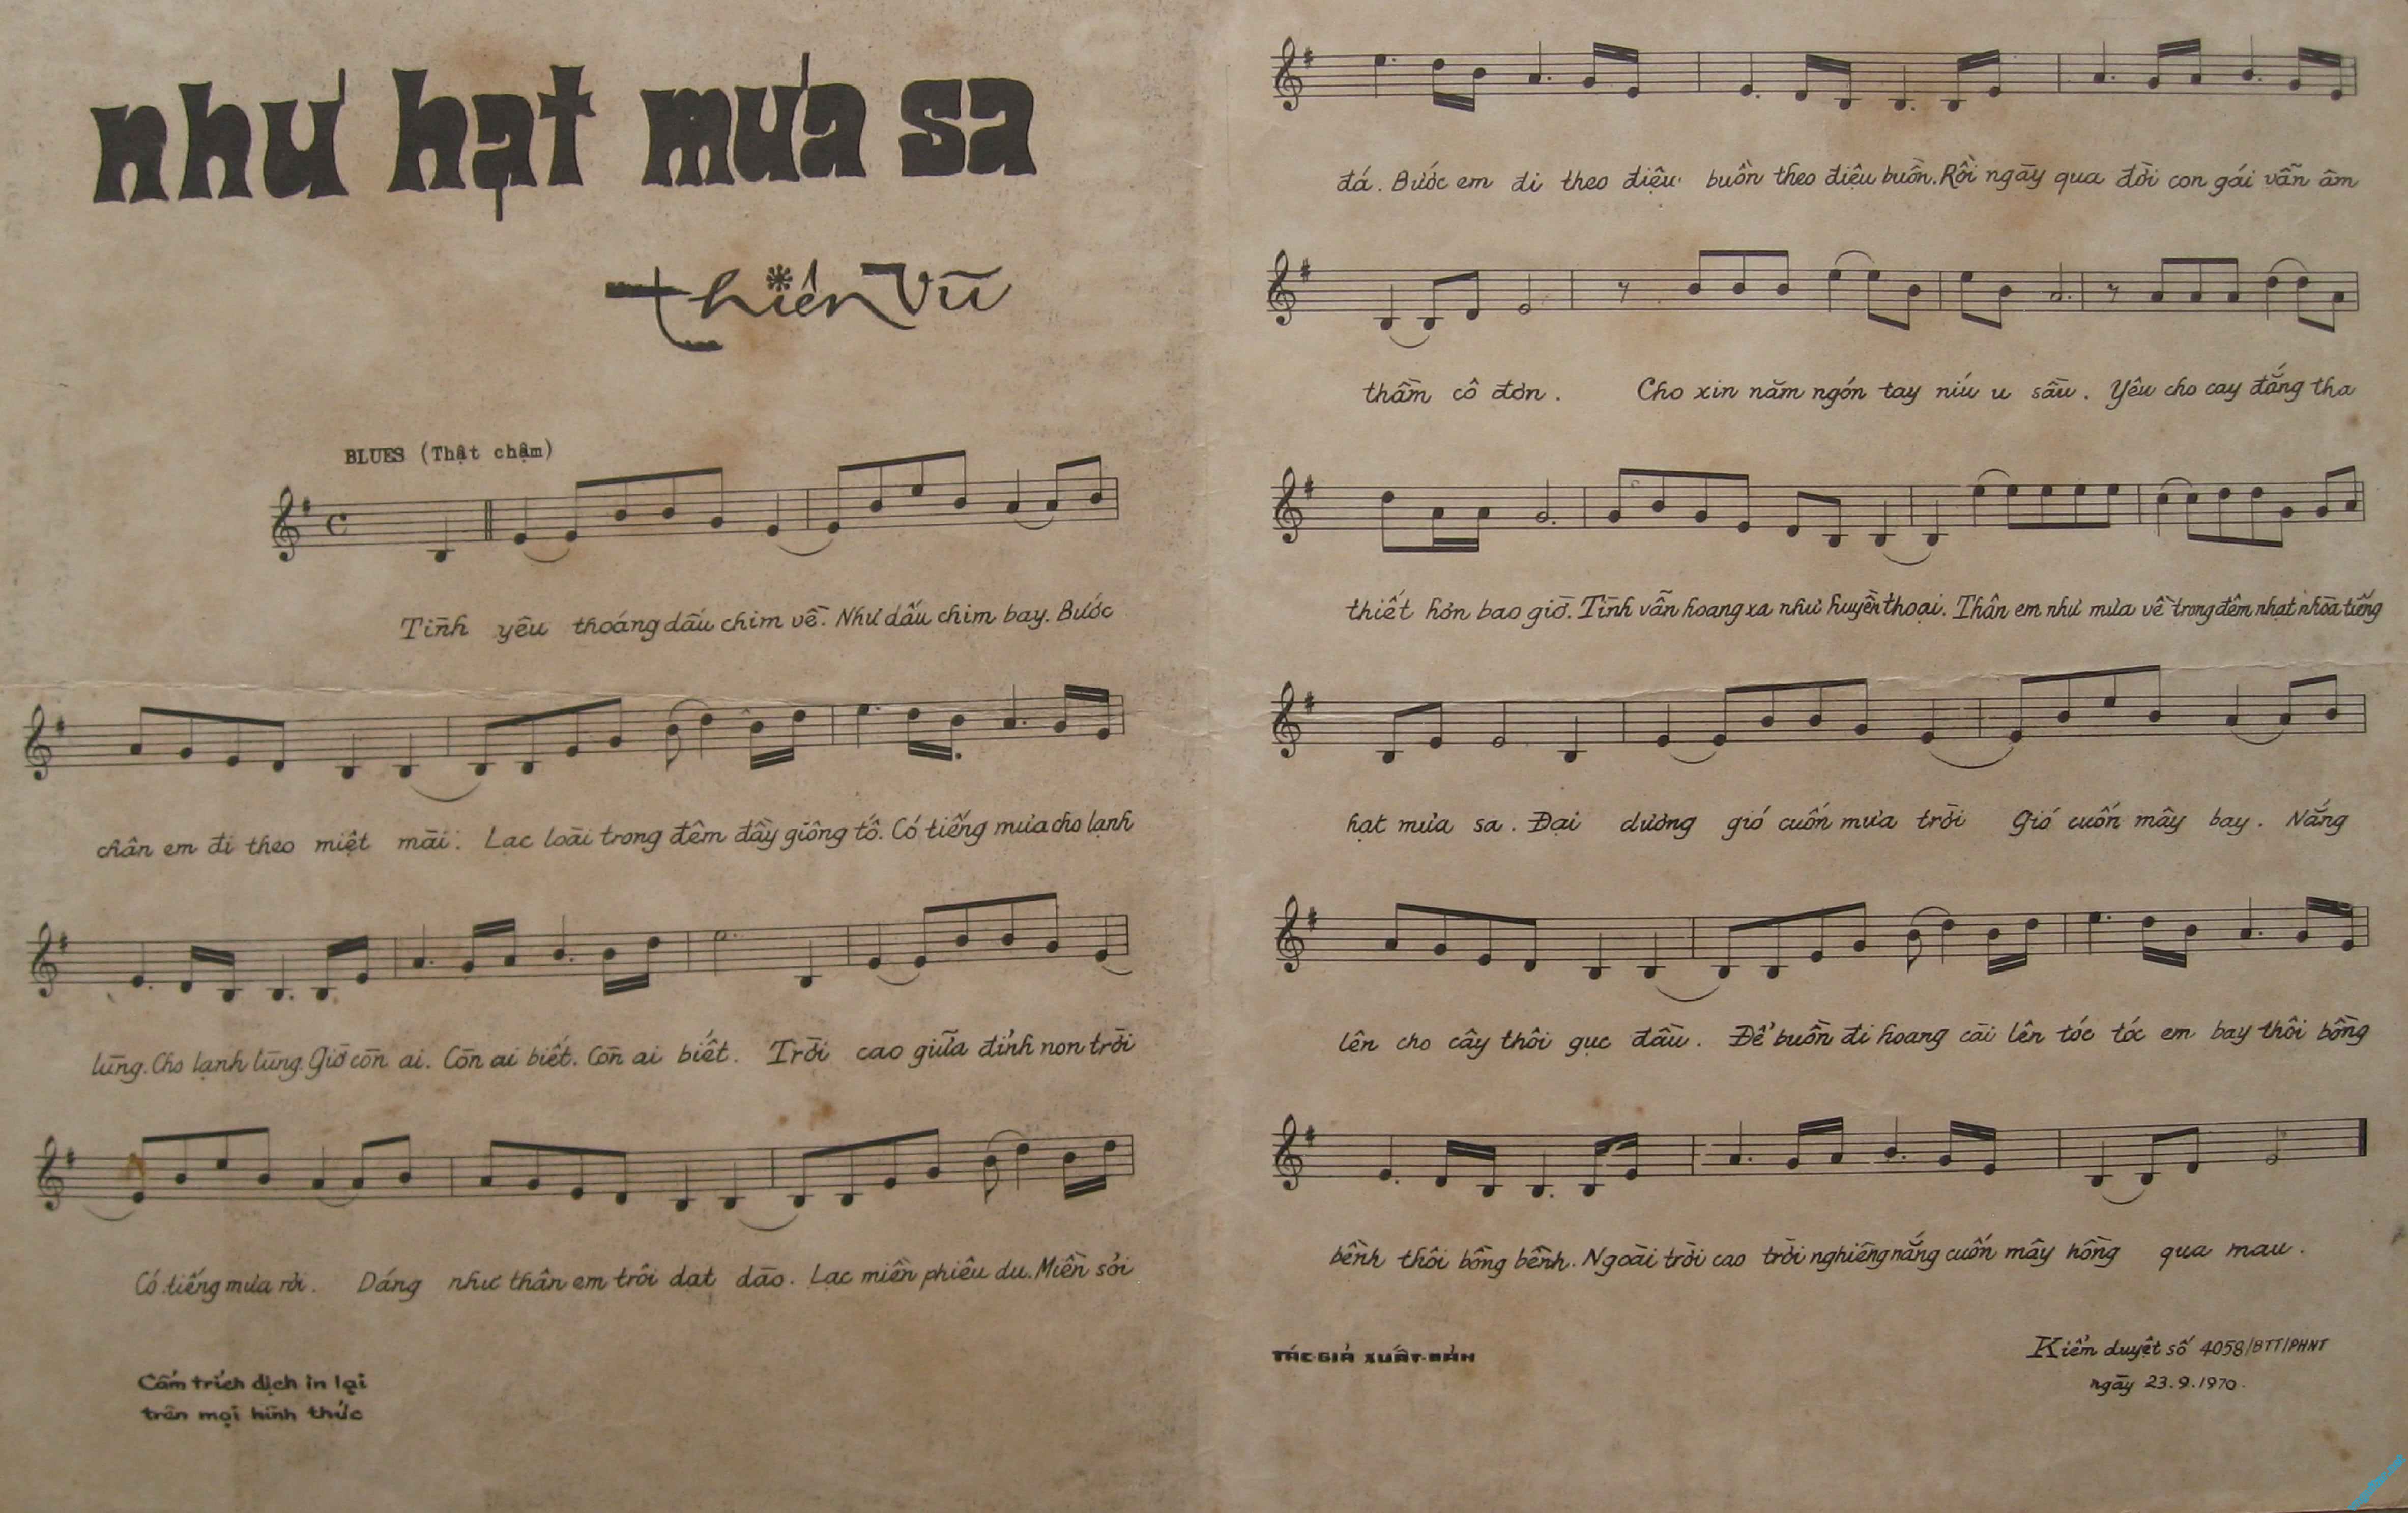 như hạt mưa sa
thiên vũ
BLUES (Thật chậm)
Tình yêu thoáng dấu chim về. Như dấu chim bay. Bước
chân em đi theo miệt mài. Lạc loài trong đêm đầy giông tố. Có tiếng mưa cho lạnh
lùng. Cho lạnh lùng. Giờ còn ai. Còn ai biết. Còn ai biết. Trời cao giữa đỉnh non trời
Có tiếng mưa rơi. Dáng như thân em trôi dạt dào. Lạc miền phiêu du. Miền sỏi
Cấm trích dịch in lại
trên mọi hình thức
đá. Bước em đi theo điệu buồn theo điệu buồn. Rồi ngày qua đời con gái vẫn âm
thầm cô đơn. Cho xin năm ngón tay níu u sầu. Yêu cho cay đắng tha
thiết hơn bao giờ. Tình vẫn hoang xa như huyền thoại. Thân em như mưa về trong đêm nhạt nhòa tiếng
hạt mưa sa. Đại dương gió cuốn mưa trời Gió cuốn mây bay. Nắng
lên cho cây thôi gục đầu. Để buồn đi hoang cài lên tóc tóc em bay thôi bồng
bềnh thôi bồng bềnh. Ngoài trời cao trời nghiêng nắng cuốn mây hồng qua mau.
TÁC GIẢ XUẤT BẢN
Kiểm duyệt số 4058/BTT/PHNT
ngày 23.9.1970.